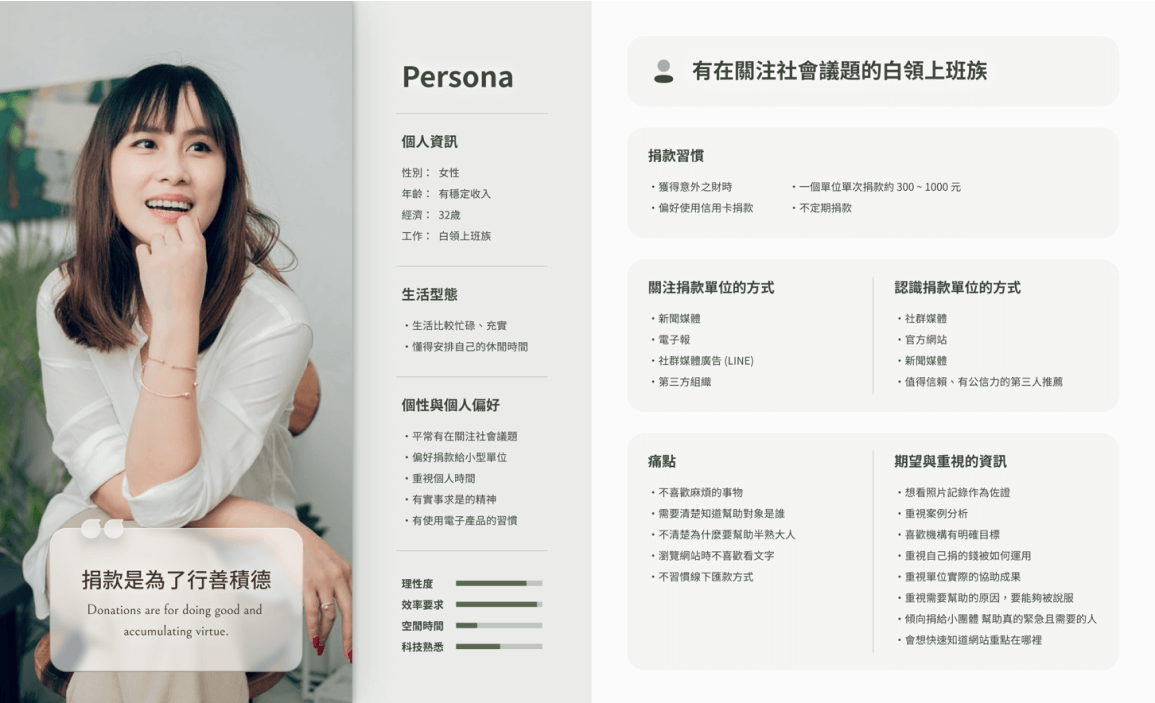 捐款是為了行善積德
Donations are for doing good and
accumulating virtue.
Persona
個人資訊
性別： 女性
年齡： 有穩定收入
經濟： 32歲
工作： 白領上班族
生活型態
・生活比較忙碌、充實
・懂得安排自己的休閒時間
個性與個人偏好
・平常有在關注社會議題
・偏好捐款給小型單位
・重視個人時間
・有實事求是的精神
・有使用電子產品的習慣
理性度
效率要求
空閒時間
科技熟悉
有在關注社會議題的白領上班族
捐款習慣
・獲得意外之財時
・偏好使用信用卡捐款
・一個單位單次捐款約 300 ~ 1000 元
・不定期捐款
關注捐款單位的方式
・新聞媒體
・電子報
・社群媒體廣告 (LINE)
・第三方組織
認識捐款單位的方式
・社群媒體
・官方網站
・新聞媒體
・值得信賴、有公信力的第三人推薦
痛點
・不喜歡麻煩的事物
・需要清楚知道幫助對象是誰
・不清楚為什麼要幫助半熟大人
・瀏覽網站時不喜歡看文字
・不習慣線下匯款方式
期望與重視的資訊
・想看照片記錄作為佐證
・重視案例分析
・喜歡機構有明確目標
・重視自己捐的錢被如何運用
・重視單位實際的協助成果
・重視需要幫助的原因，要能夠被說服
・傾向捐給小團體 幫助真的緊急且需要的人
・會想快速知道網站重點在哪裡